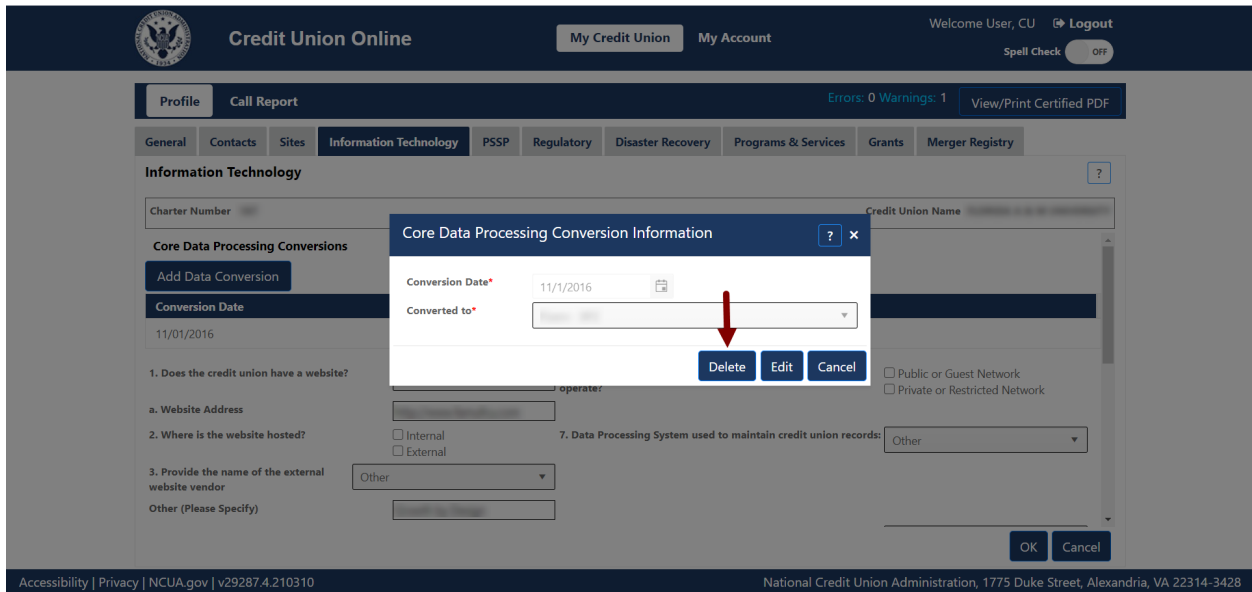 Welcome User, CU Logout
Credit Union Online My Credit Union My Account
Spell Check OFF
Profile Call Report Errors: 0 Warnings: 1 View/Print Certified PDF
General Contacts Sites Information Technology PSSP Regulatory Disaster Recovery Programs & Services Grants Merger Registry
Information Technology ?
Charter Number Credit Union Name
Core Data Processing Conversion Information ? ×
Core Data Processing Conversions
Add Data Conversion
Conversion Date* 11/1/2016
Conversion Date
Converted to*
11/01/2016
Delete Edit Cancel
1. Does the credit union have a website? Public or Guest Network
operate? Private or Restricted Network
a. Website Address
2. Where is the website hosted? Internal 7. Data Processing System used to maintain credit union records: Other
External
3. Provide the name of the external Other
website vendor
Other (Please Specify)
OK Cancel
Accessibility | Privacy | NCUA.gov | v29287.4.210310 National Credit Union Administration, 1775 Duke Street, Alexandria, VA 22314-3428